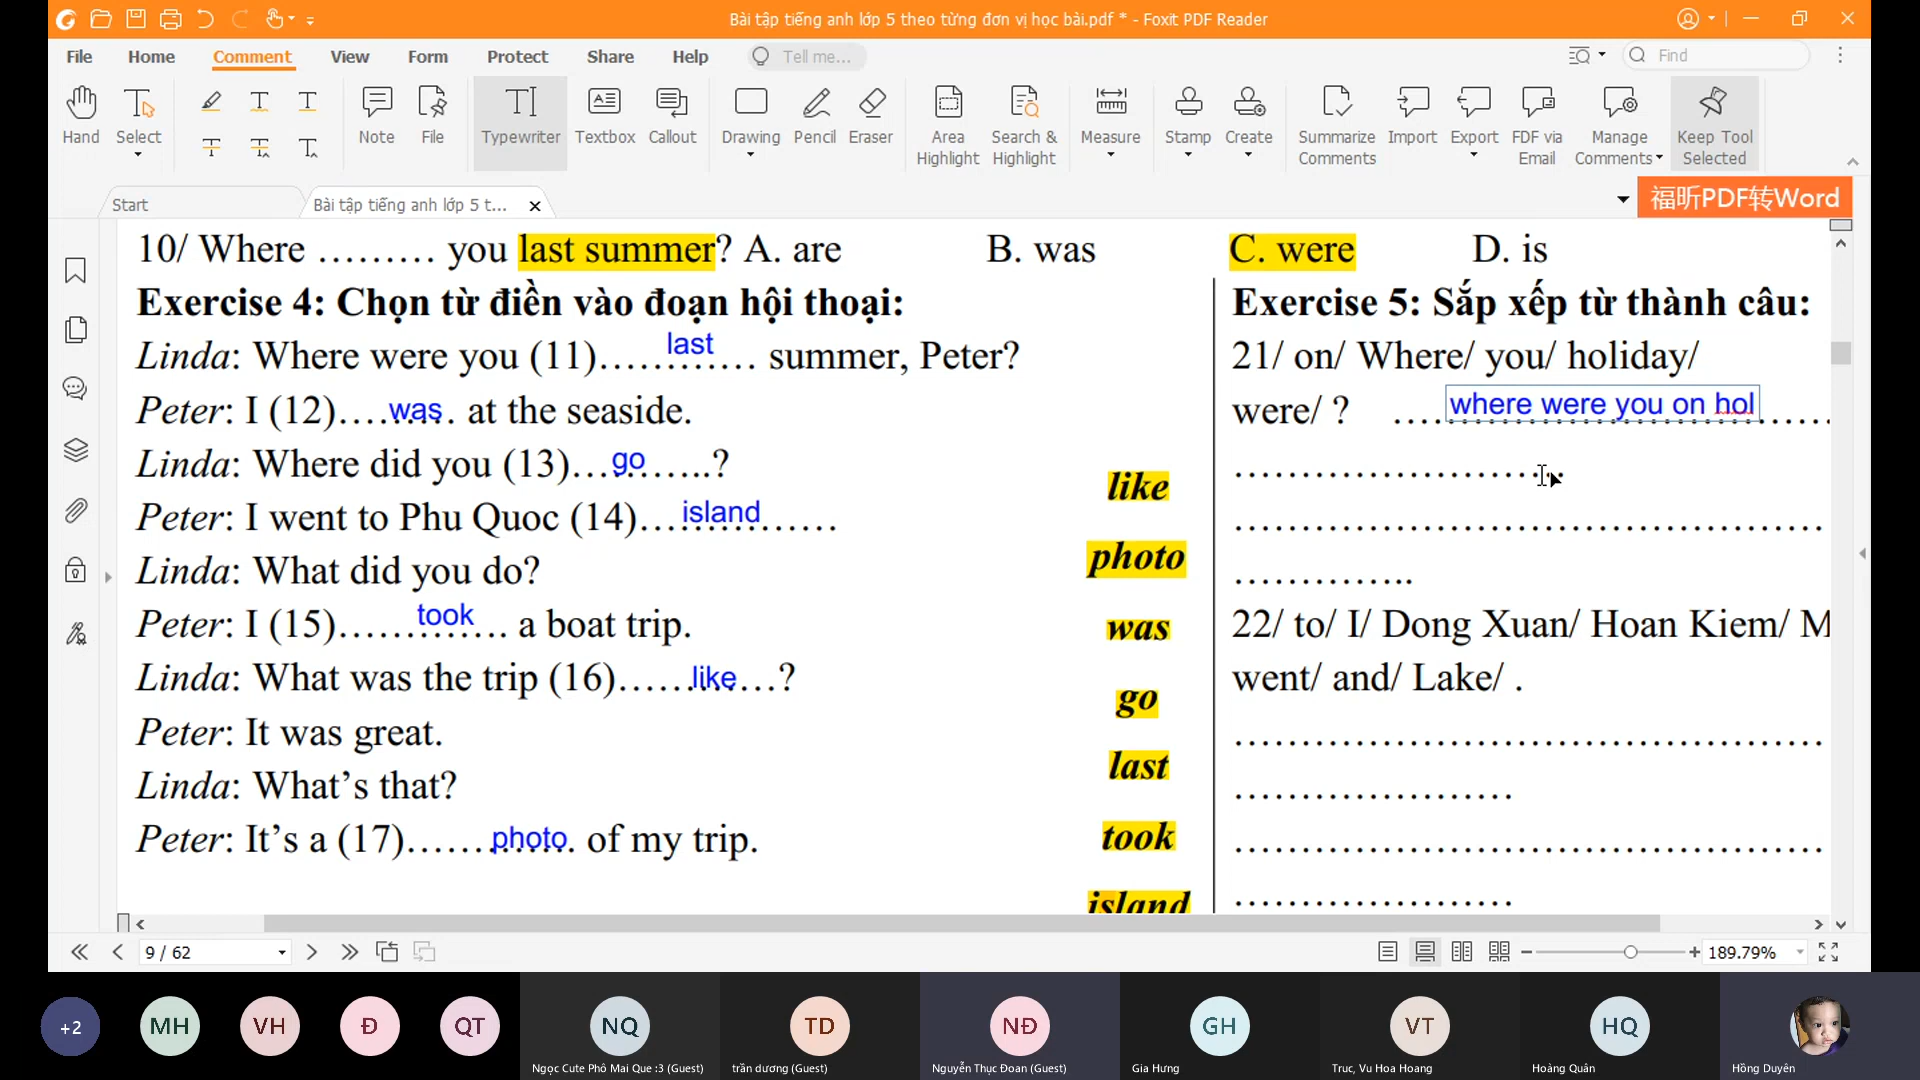 Bài tập tiếng anh lớp 5 theo từng đơn vị học bài.pdf * - Foxit PDF Reader
File Home Comment View Form Protect Share Help Tell me... Find
Hand Select Note File Typewriter Textbox Callout Drawing Pencil Eraser Area Highlight Search & Highlight Measure Stamp Create Summarize Comments Import Export FDF via Email Manage Comments Keep Tool Selected
Start Bài tập tiếng anh lớp 5 t... 福昕PDF转Word
10/ Where ……… you last summer? A. are B. was C. were D. is
Exercise 4: Chọn từ điền vào đoạn hội thoại:
Linda: Where were you (11)…last… summer, Peter?
Peter: I (12)…was… at the seaside.
Linda: Where did you (13)…go…..?
Peter: I went to Phu Quoc (14)…island……
Linda: What did you do?
Peter: I (15)……took… a boat trip.
Linda: What was the trip (16)……like…?
Peter: It was great.
Linda: What’s that?
Peter: It’s a (17)……photo. of my trip.
like
photo
was
go
last
took
island
Exercise 5: Sắp xếp từ thành câu:
21/ on/ Where/ you/ holiday/
were/ ? …where were you on hol……
…………………………
………………………………………………
…………..
22/ to/ I/ Dong Xuan/ Hoan Kiem/ M
went/ and/ Lake/ .
………………………………………………
……………………
………………………………………………
……………………
9 / 62 189.79%
+2 MH VH Đ QT NQ TD NĐ GH VT HQ
Ngọc Cute Phô Mai Que :3 (Guest) trần dương (Guest) Nguyễn Thục Đoan (Guest) Gia Hưng Truc, Vu Hoa Hoang Hoàng Quân Hồng Duyên